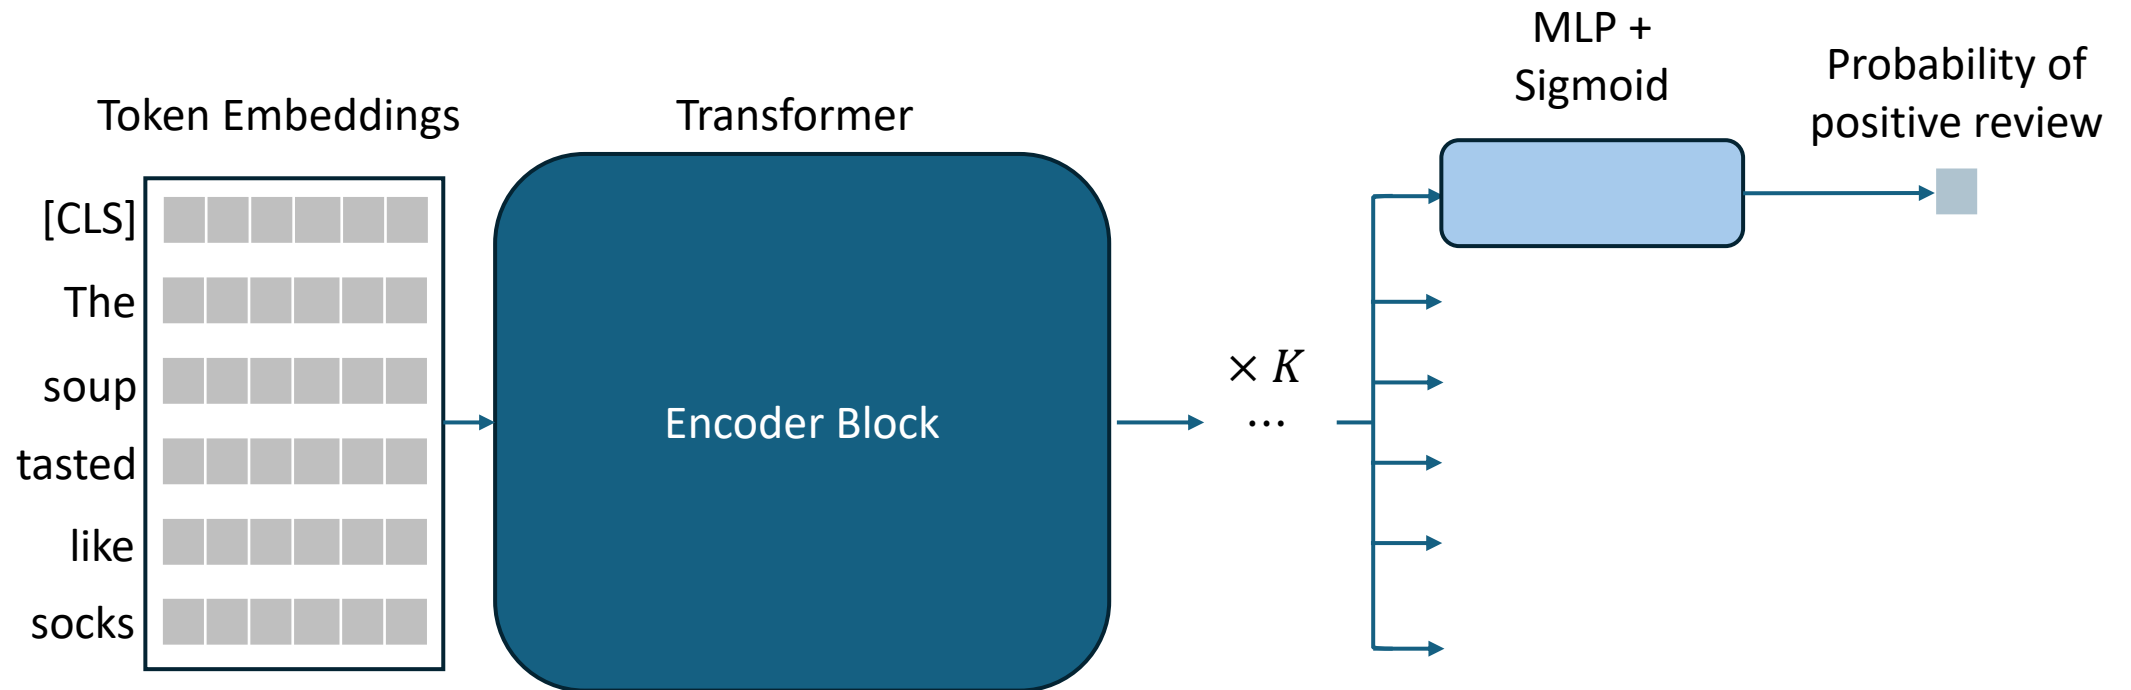 Token Embeddings
[CLS]
The
soup
tasted
like
socks
Transformer
Encoder Block
× K
...
MLP +
Sigmoid
Probability of
positive review